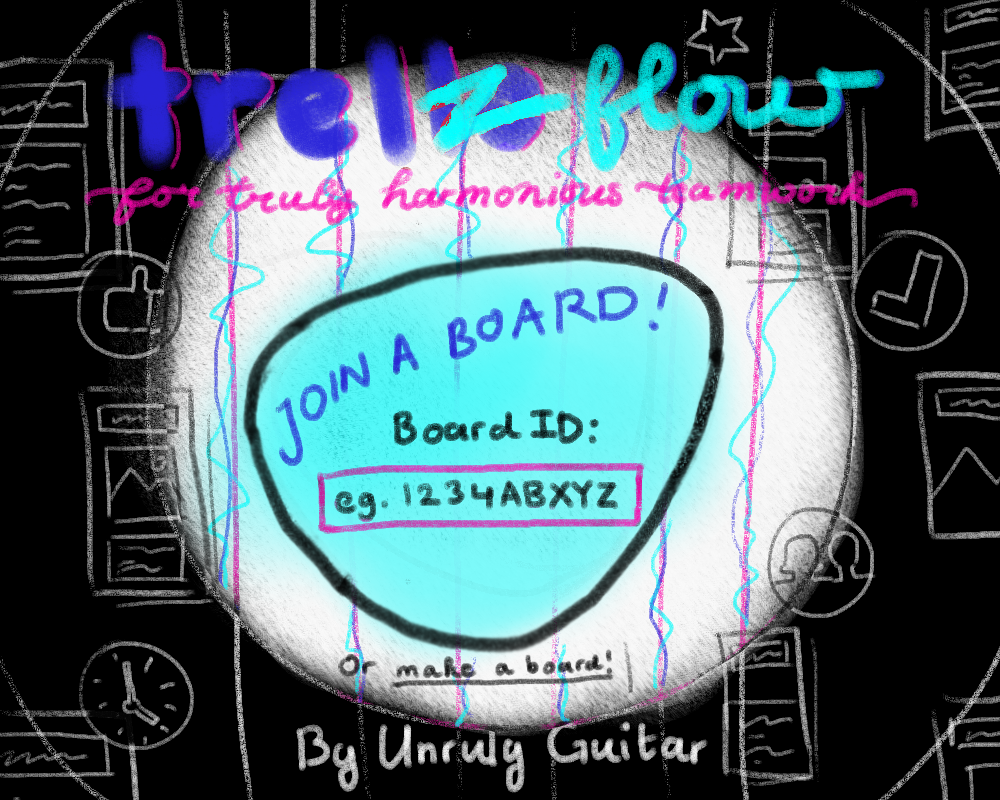 trello z flow
for truly harmonious teamwork
JOIN A BOARD!
Board ID:
eg. 1234ABXYZ
Or make a board!
By Unruly Guitar